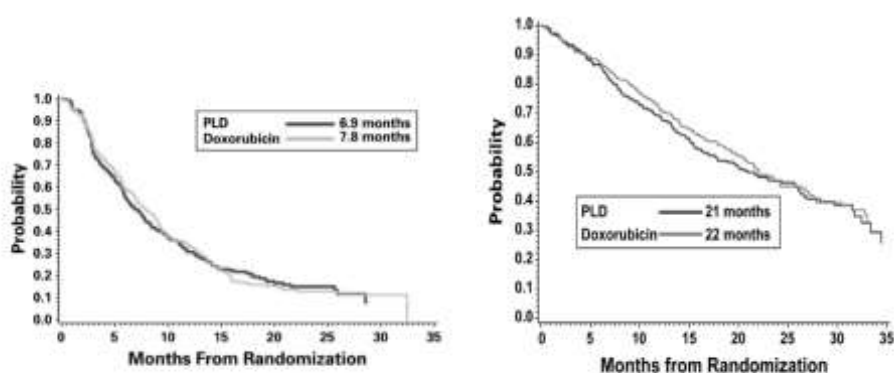 1.0
0.9
0.8
0.7
0.6
0.5
0.4
0.3
0.2
0.1
0.0
Probability
PLD 6.9 months
Doxorubicin 7.8 months
0 5 10 15 20 25 30 35
Months From Randomization
1.0
0.9
0.8
0.7
0.6
0.5
0.4
0.3
0.2
0.1
0.0
Probability
PLD 21 months
Doxorubicin 22 months
0 5 10 15 20 25 30 35
Months from Randomization